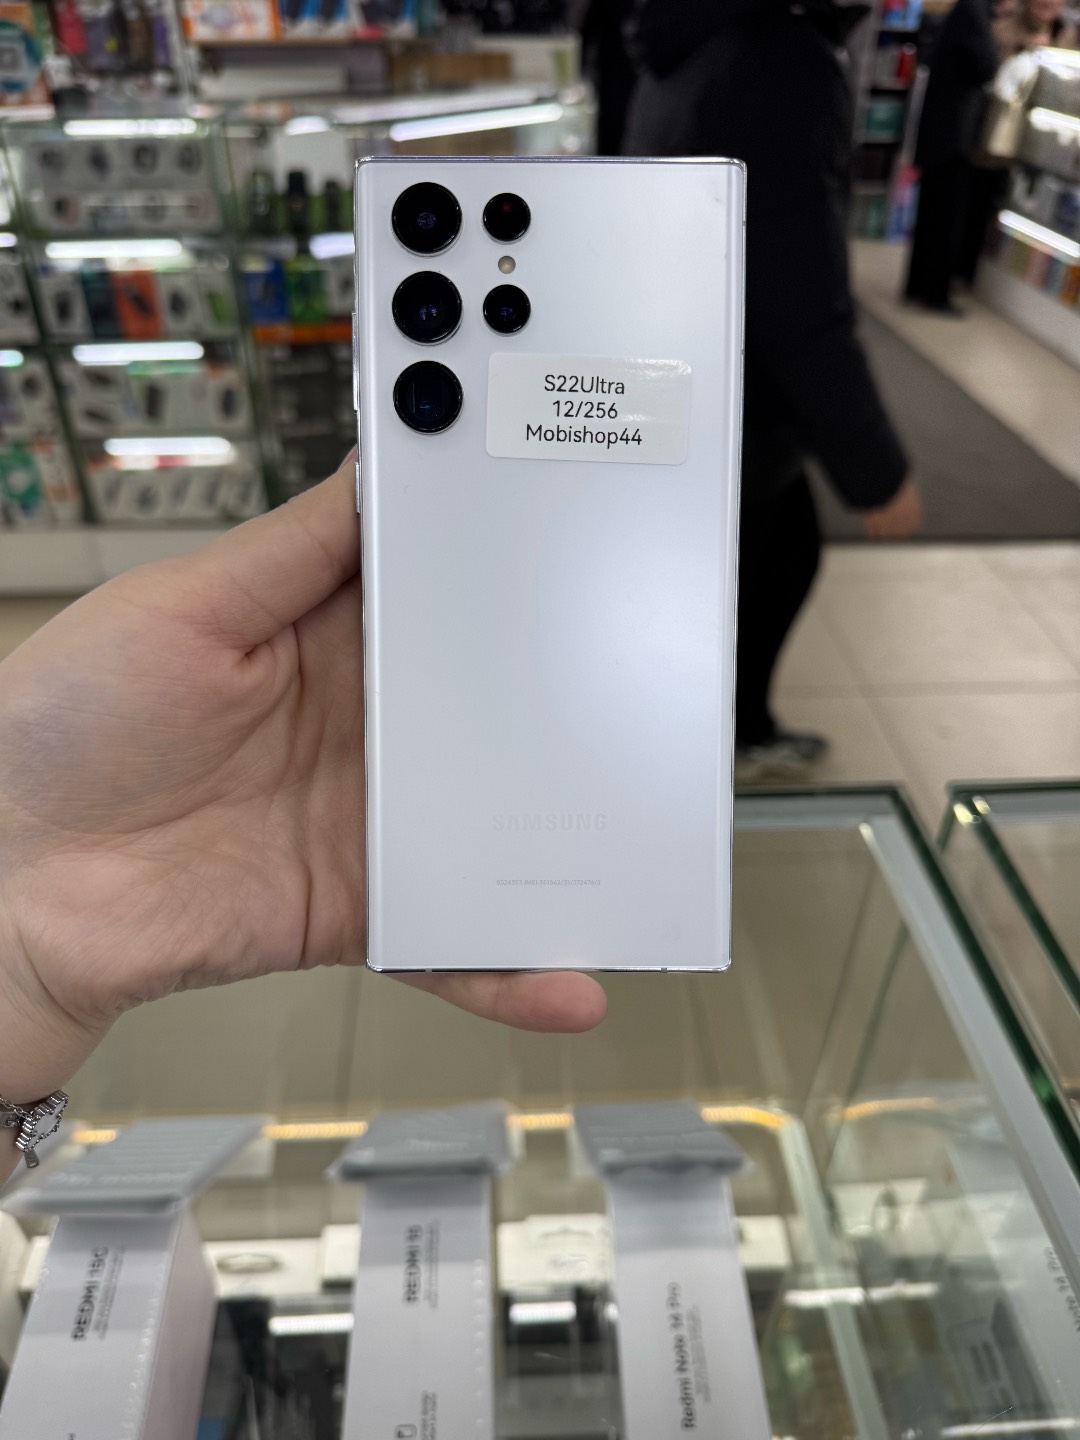 S22Ultra
12/256
Mobishop44
SAMSUNG
REDMI 15C
REDMI 15
Redmi Note 14 Pro